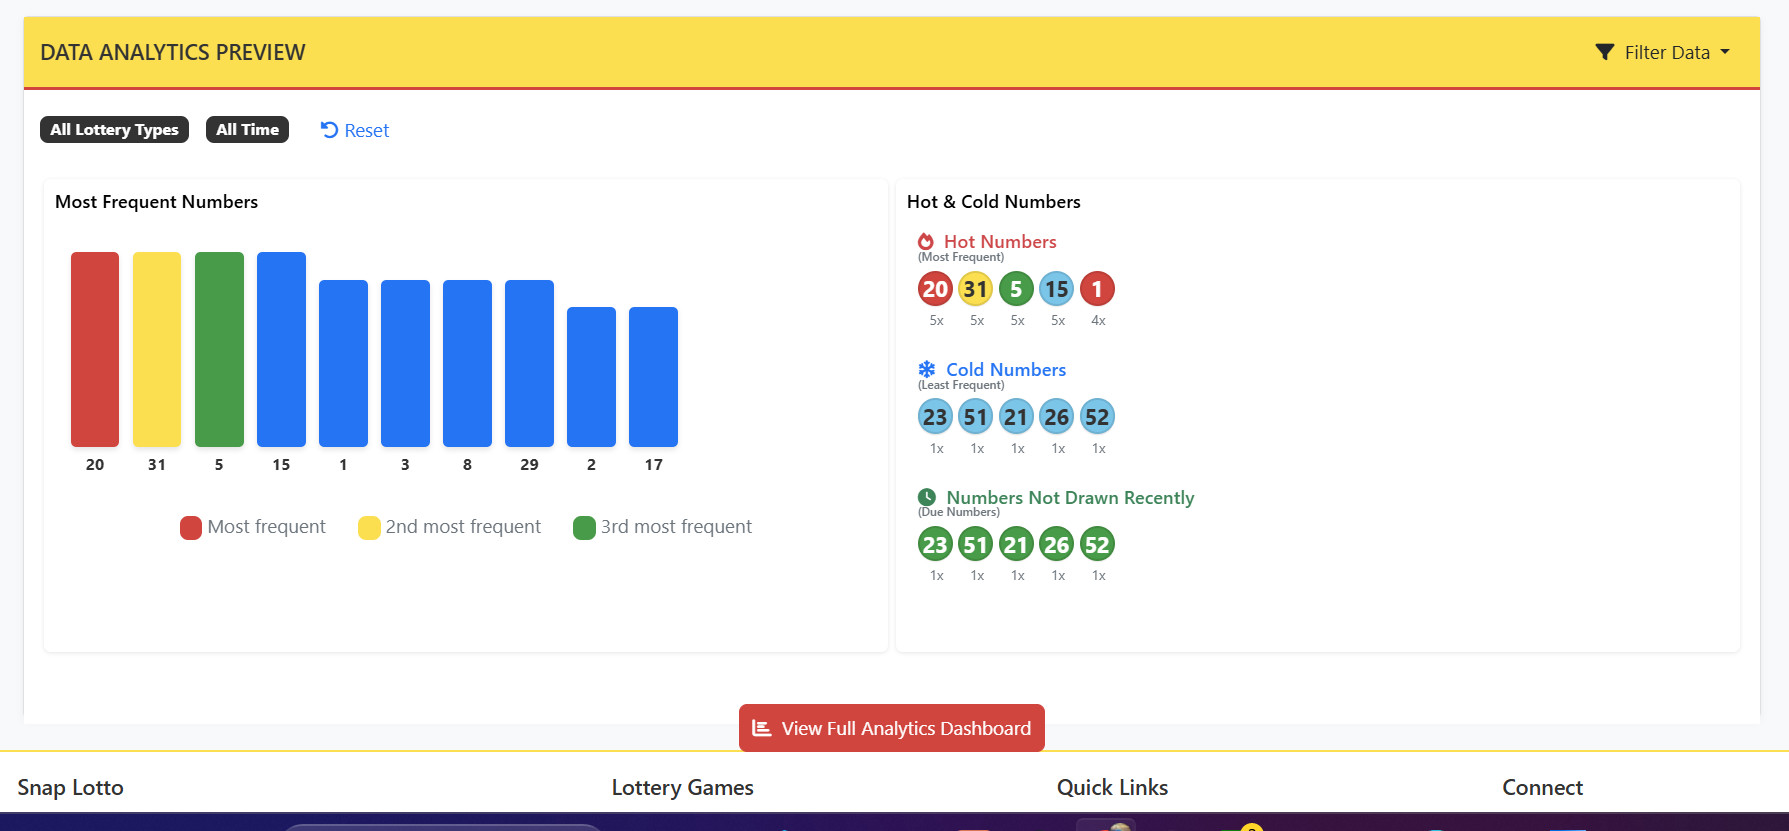 DATA ANALYTICS PREVIEW
Filter Data
All Lottery Types All Time Reset
Most Frequent Numbers
20 31 5 15 1 3 8 29 2 17
Most frequent 2nd most frequent 3rd most frequent
Hot & Cold Numbers
Hot Numbers
(Most Frequent)
20 31 5 15 1
5x 5x 5x 5x 4x
Cold Numbers
(Least Frequent)
23 51 21 26 52
1x 1x 1x 1x 1x
Numbers Not Drawn Recently
(Due Numbers)
23 51 21 26 52
1x 1x 1x 1x 1x
View Full Analytics Dashboard
Snap Lotto Lottery Games Quick Links Connect